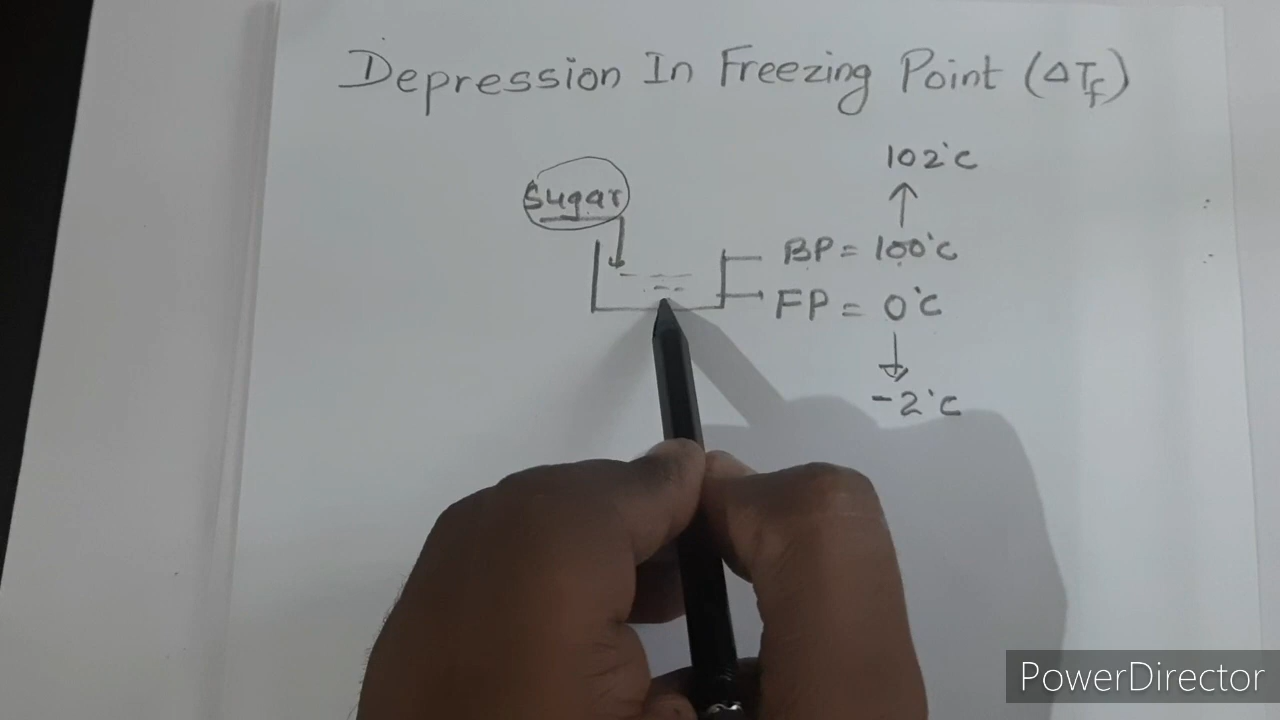 Depression In Freezing Point (ΔTf)
102°C
Sugar
BP = 100°C
FP = 0°C
-2°C
PowerDirector